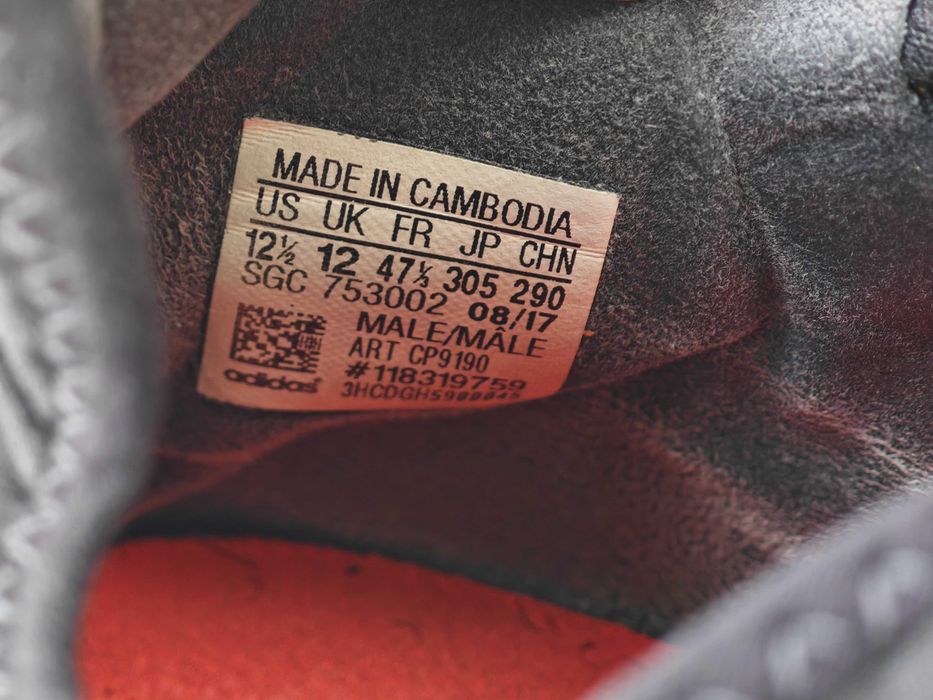 MADE IN CAMBODIA
US UK FR JP CHN
12½ 12 47⅓ 305 290
SGC 753002 08/17
MALE/MÂLE
ART CP9190
#118319759
adidas